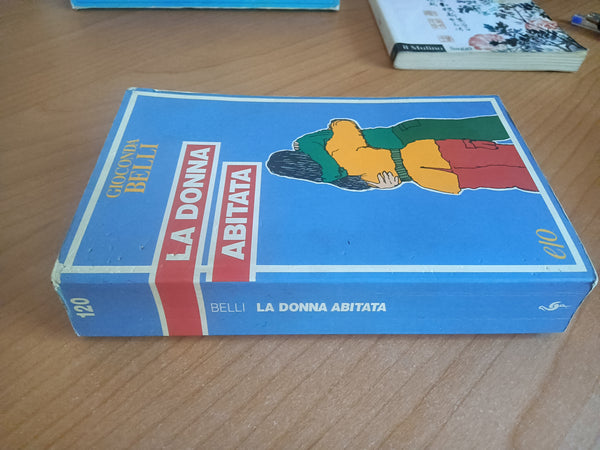 GIOCONDA
BELLI
LA DONNA
ABITATA
e/o
120
BELLI LA DONNA ABITATA
il Mulino